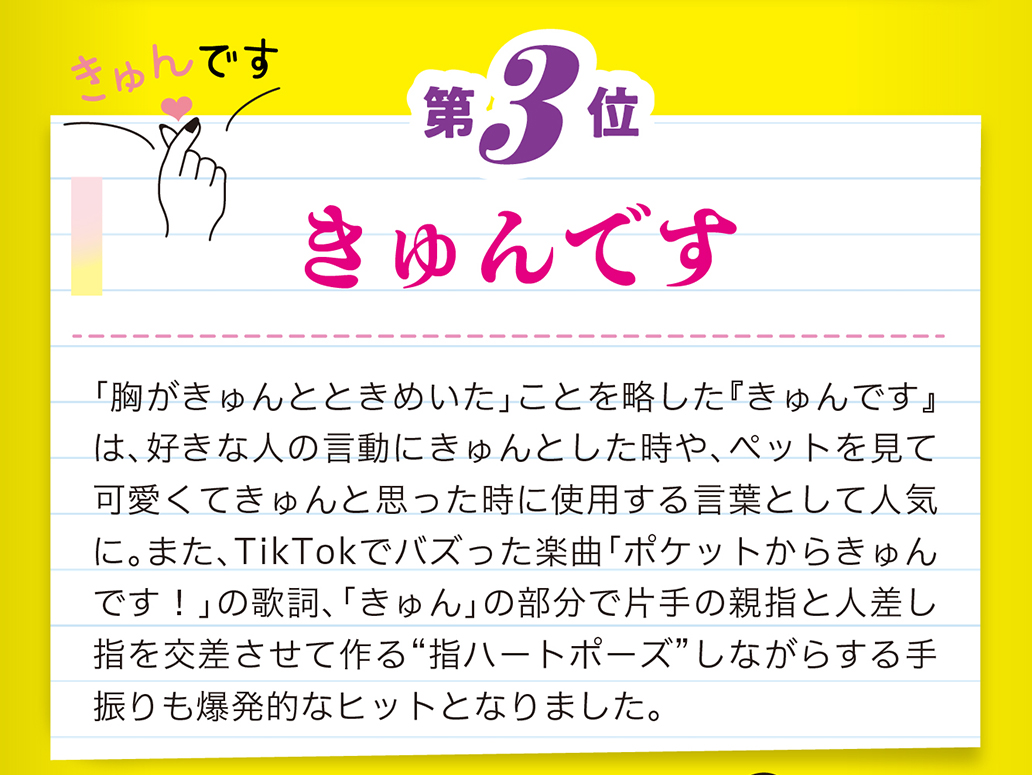 きゅんです
第3位
きゅんです
「胸がきゅんとときめいた」ことを略した『きゅんです』
は、好きな人の言動にきゅんとした時や、ペットを見て
可愛くてきゅんと思った時に使用する言葉として人気
に。また、TikTokでバズった楽曲「ポケットからきゅん
です！」の歌詞、「きゅん」の部分で片手の親指と人差し
指を交差させて作る“指ハートポーズ”しながらする手
振りも爆発的なヒットとなりました。